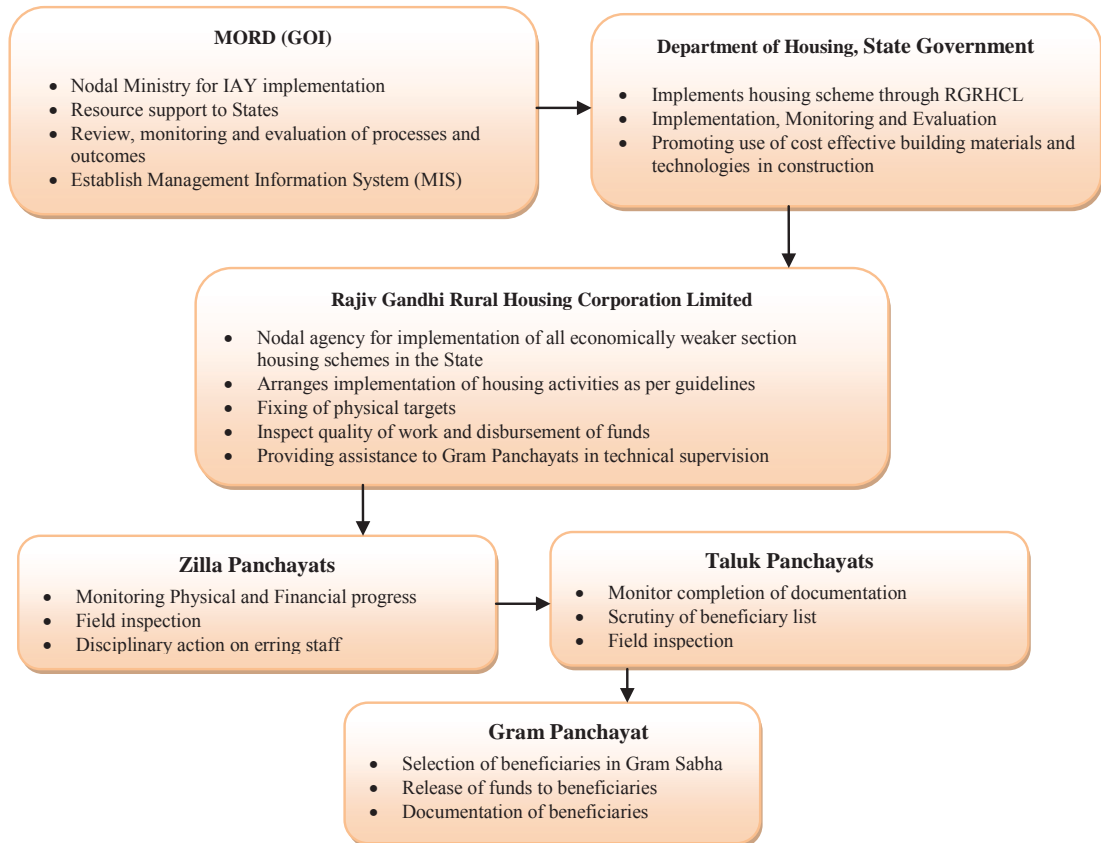 MORD (GOI)
• Nodal Ministry for IAY implementation
• Resource support to States
• Review, monitoring and evaluation of processes and
outcomes
• Establish Management Information System (MIS)
Department of Housing, State Government
• Implements housing scheme through RGRHCL
• Implementation, Monitoring and Evaluation
• Promoting use of cost effective building materials and
technologies in construction
Rajiv Gandhi Rural Housing Corporation Limited
• Nodal agency for implementation of all economically weaker section
housing schemes in the State
• Arranges implementation of housing activities as per guidelines
• Fixing of physical targets
• Inspect quality of work and disbursement of funds
• Providing assistance to Gram Panchayats in technical supervision
Zilla Panchayats
• Monitoring Physical and Financial progress
• Field inspection
• Disciplinary action on erring staff
Taluk Panchayats
• Monitor completion of documentation
• Scrutiny of beneficiary list
• Field inspection
Gram Panchayat
• Selection of beneficiaries in Gram Sabha
• Release of funds to beneficiaries
• Documentation of beneficiaries